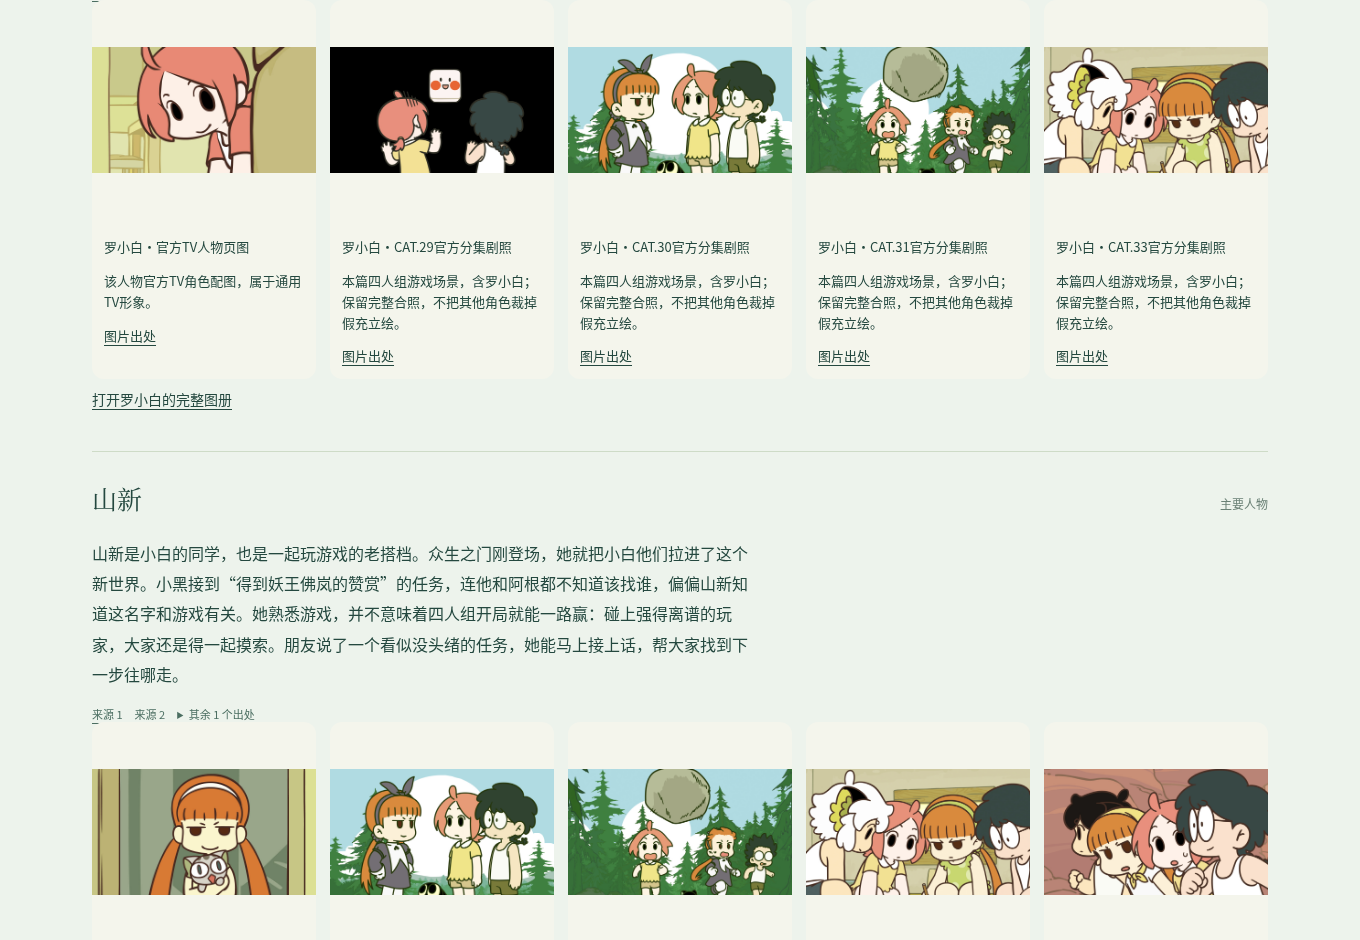 罗小白·官方TV人物页图
该人物官方TV角色配图，属于通用
TV形象。
图片出处
罗小白·CAT.29官方分集剧照
本篇四人组游戏场景，含罗小白；
保留完整合照，不把其他角色裁掉
假充立绘。
图片出处
罗小白·CAT.30官方分集剧照
本篇四人组游戏场景，含罗小白；
保留完整合照，不把其他角色裁掉
假充立绘。
图片出处
罗小白·CAT.31官方分集剧照
本篇四人组游戏场景，含罗小白；
保留完整合照，不把其他角色裁掉
假充立绘。
图片出处
罗小白·CAT.33官方分集剧照
本篇四人组游戏场景，含罗小白；
保留完整合照，不把其他角色裁掉
假充立绘。
图片出处
打开罗小白的完整图册
山新
主要人物
山新是小白的同学，也是一起玩游戏的老搭档。众生之门刚登场，她就把小白他们拉进了这个
新世界。小黑接到“得到妖王佛岚的赞赏”的任务，连他和阿根都不知道该找谁，偏偏山新知
道这名字和游戏有关。她熟悉游戏，并不意味着四人组开局就能一路赢：碰上强得离谱的玩
家，大家还是得一起摸索。朋友说了一个看似没头绪的任务，她能马上接上话，帮大家找到下
一步往哪走。
来源 1 来源 2 ▶ 其余 1 个出处